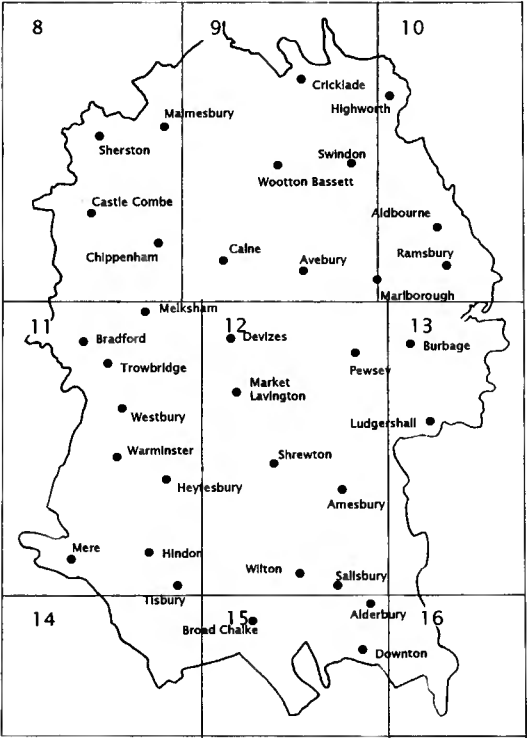 8
9
10
Cricklade
Highworth
Malmesbury
Sherston
Swindon
Wootton Bassett
Castle Combe
Aldbourne
Chippenham
Calne
Avebury
Ramsbury
Marlborough
11
Melksham
12
13
Bradford
Devizes
Burbage
Trowbridge
Pewsey
Market
Lavington
Westbury
Ludgershall
Warminster
Shrewton
Heytesbury
Amesbury
Mere
Hindon
Wilton
Salisbury
Tisbury
14
15
16
Alderbury
Broad Chalke
Downton